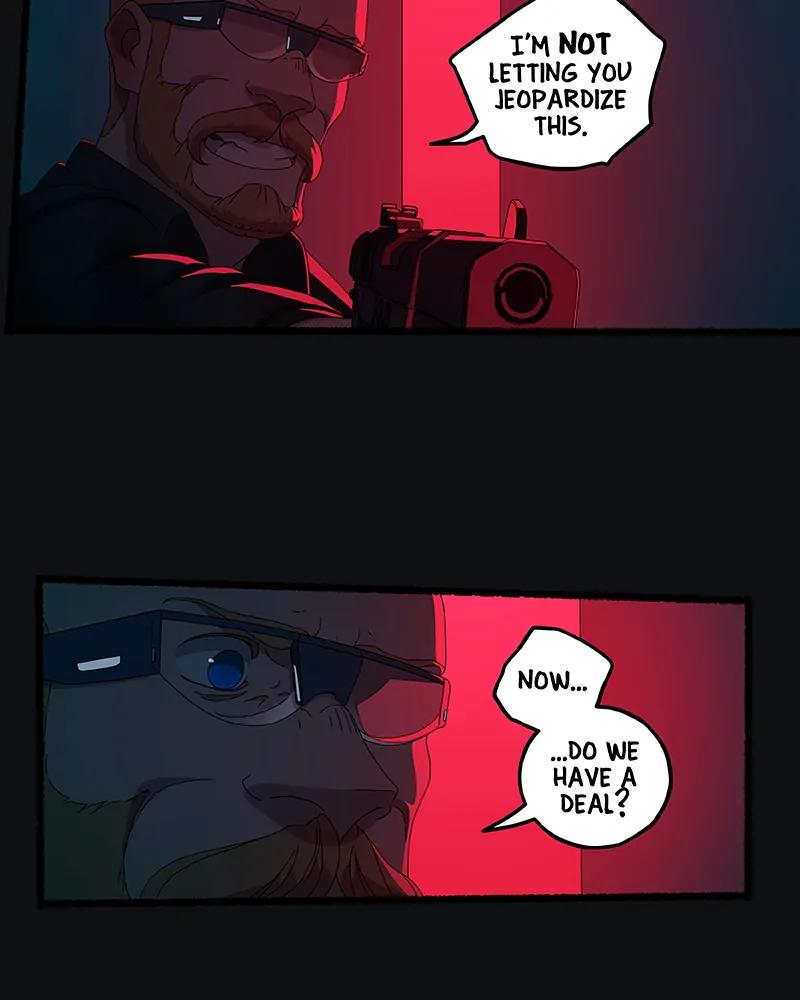 I'M NOT
LETTING YOU
JEOPARDIZE
THIS.
NOW...
...DO WE
HAVE A
DEAL?